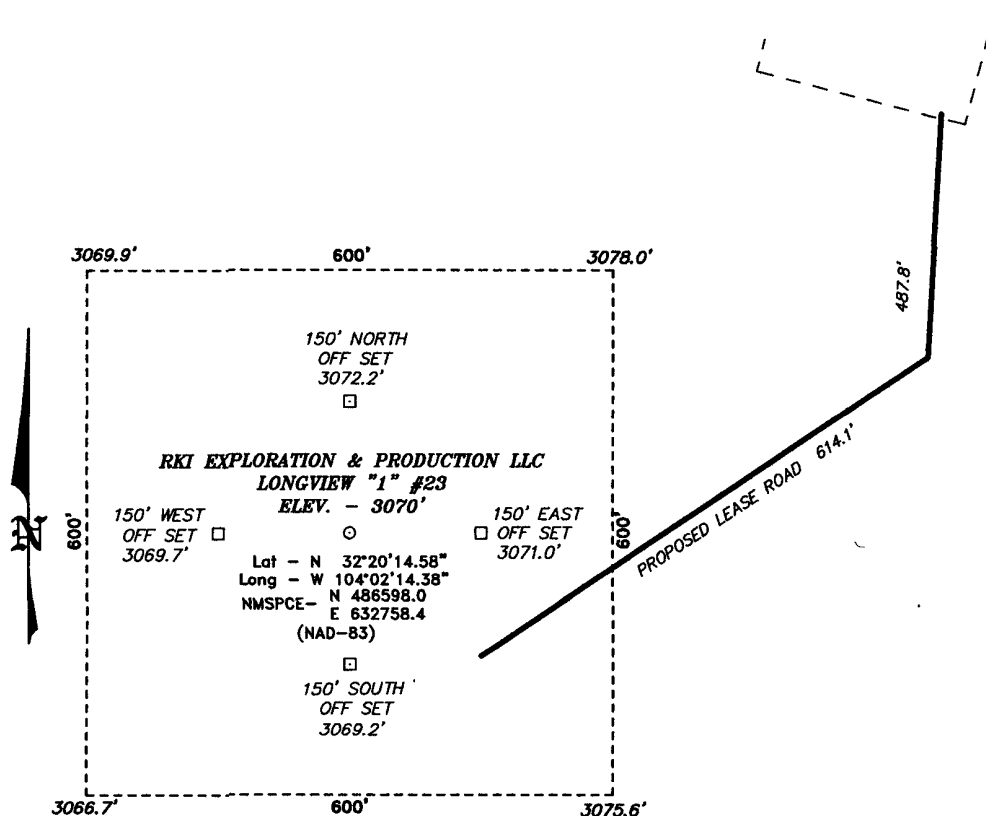 3069.9' 600' 3078.0'
487.8'
150' NORTH
OFF SET
3072.2'
RKI EXPLORATION & PRODUCTION LLC
LONGVIEW "1" #23
ELEV. - 3070'
PROPOSED LEASE ROAD 614.1'
N
600'
150' WEST
OFF SET
3069.7'
150' EAST
OFF SET
3071.0'
600'
Lat - N 32°20'14.58"
Long - W 104°02'14.38"
NMSPCE- N 486598.0
E 632758.4
(NAD-83)
150' SOUTH
OFF SET
3069.2'
3066.7' 600' 3075.6'